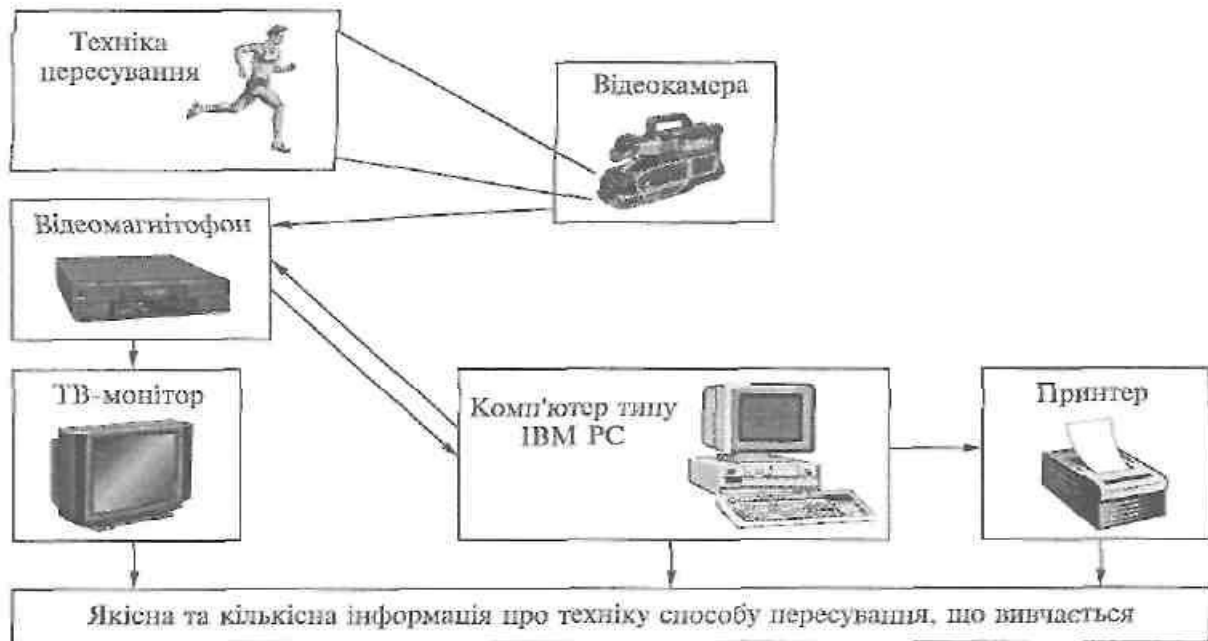 Техніка
пересування
Відеокамера
Відеомагнітофон
ТВ-монітор
Комп'ютер типу
IBM PC
Принтер
Якісна та кількісна інформація про техніку способу пересування, що вивчається